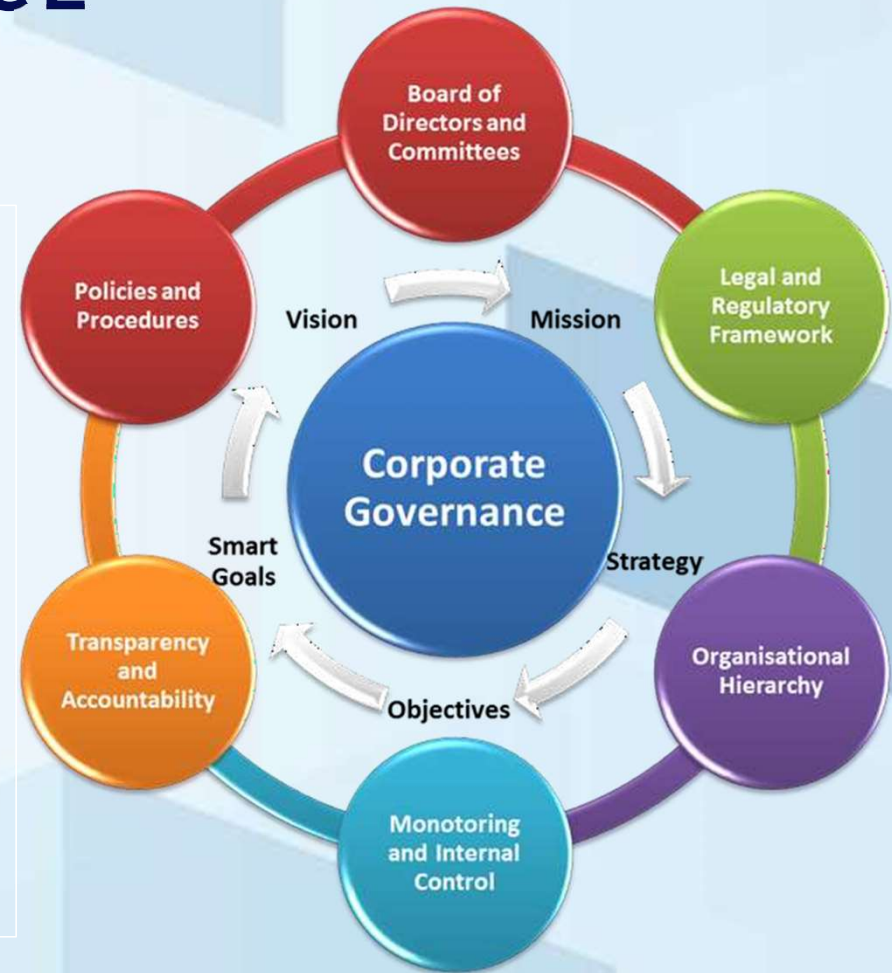 Board of
Directors and
Committees
Policies and
Procedures
Legal and
Regulatory
Framework
Vision
Mission
Corporate
Governance
Smart
Goals
Strategy
Transparency
and
Accountability
Organisational
Hierarchy
Objectives
Monotoring
and Internal
Control